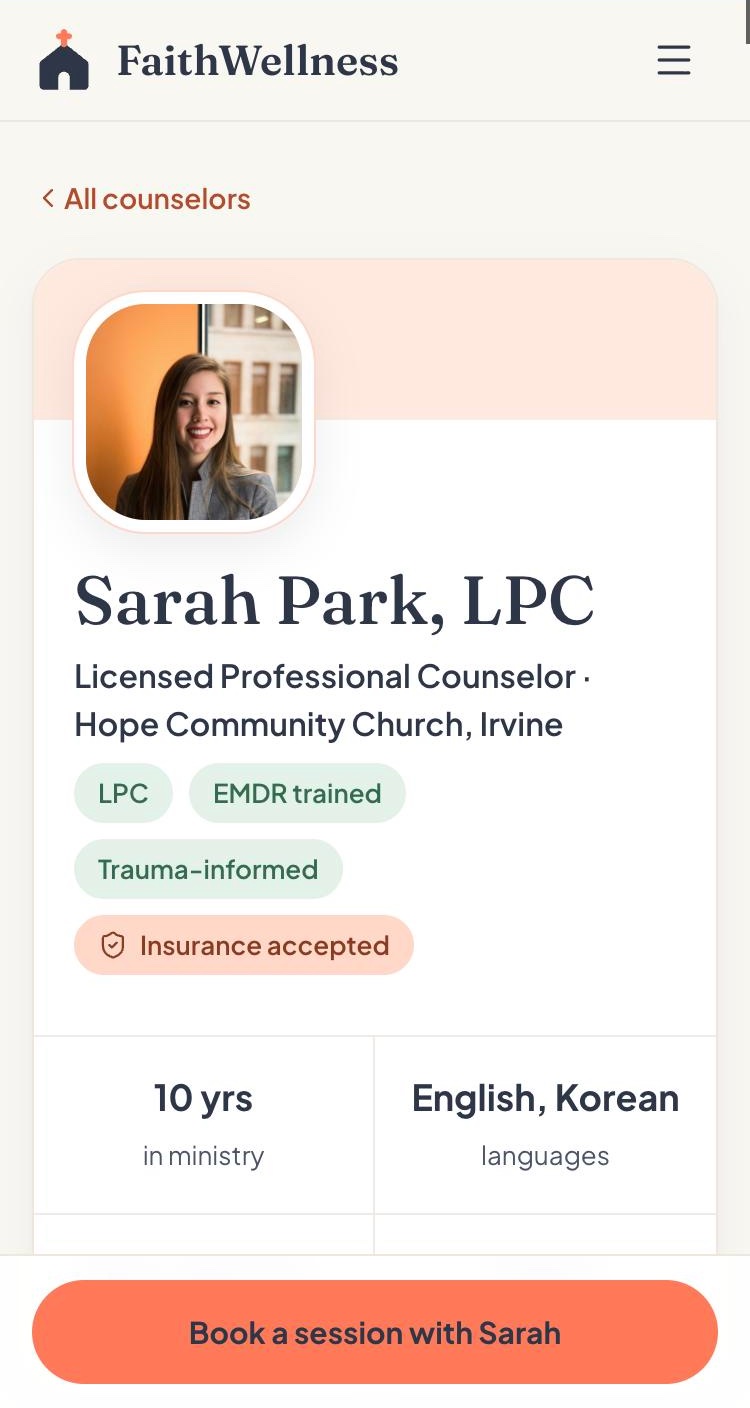 FaithWellness
All counselors
Sarah Park, LPC
Licensed Professional Counselor ·
Hope Community Church, Irvine
LPC
EMDR trained
Trauma-informed
Insurance accepted
10 yrs
English, Korean
in ministry
languages
Book a session with Sarah